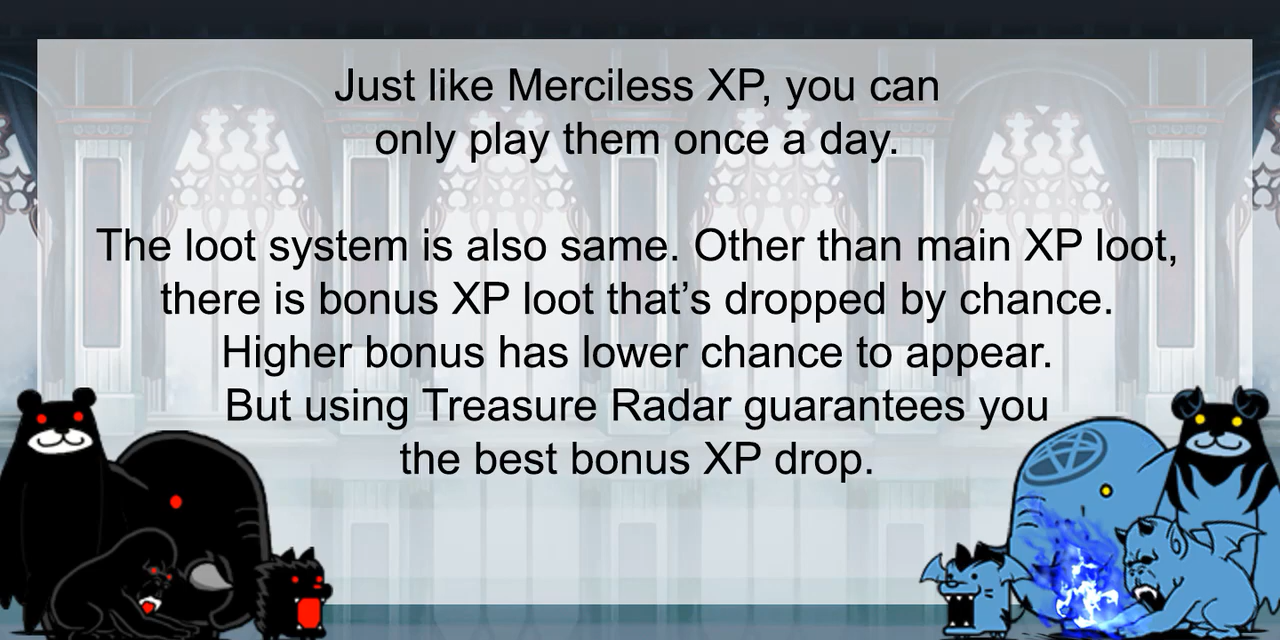 Just like Merciless XP, you can
only play them once a day.
The loot system is also same. Other than main XP loot,
there is bonus XP loot that’s dropped by chance.
Higher bonus has lower chance to appear.
But using Treasure Radar guarantees you
the best bonus XP drop.